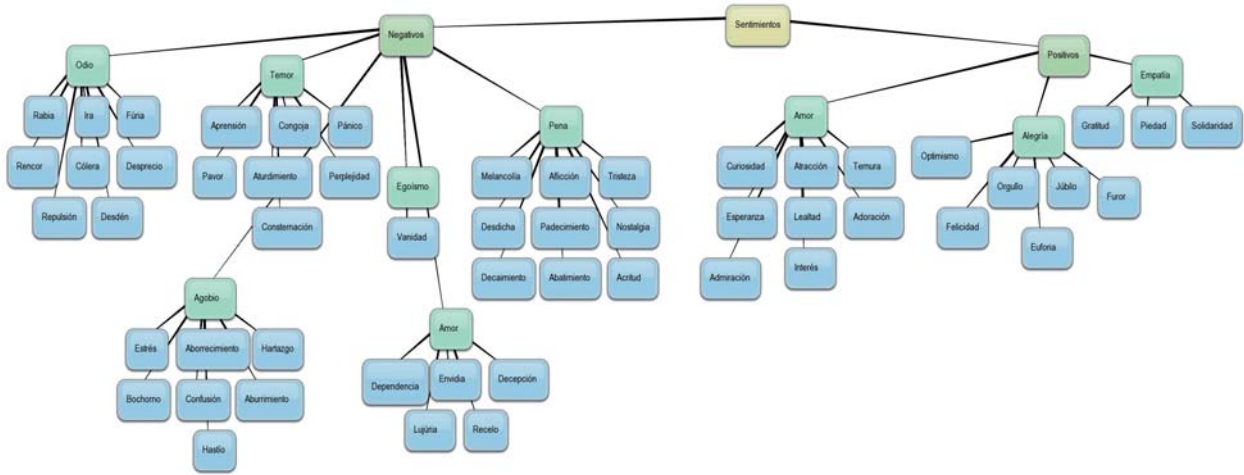 Sentimientos
Negativos
Positivos
Odio
Temor
Empatía
Rabia
Ira
Fúria
Aprensión
Congoja
Pánico
Pena
Amor
Alegría
Gratitud
Piedad
Solidaridad
Rencor
Cólera
Desprecio
Pavor
Aturdimiento
Perplejidad
Egoísmo
Melancolía
Aflicción
Tristeza
Curiosidad
Atracción
Ternura
Optimismo
Orgullo
Júbilo
Furor
Repulsión
Desdén
Consternación
Vanidad
Desdicha
Padecimiento
Nostalgia
Esperanza
Lealtad
Adoración
Felicidad
Euforia
Decaimiento
Abatimiento
Acritud
Admiración
Interés
Agobio
Amor
Estrés
Aborrecimiento
Hartazgo
Dependencia
Envidia
Decepción
Bochorno
Confusión
Aburrimiento
Lujúria
Recelo
Hastío